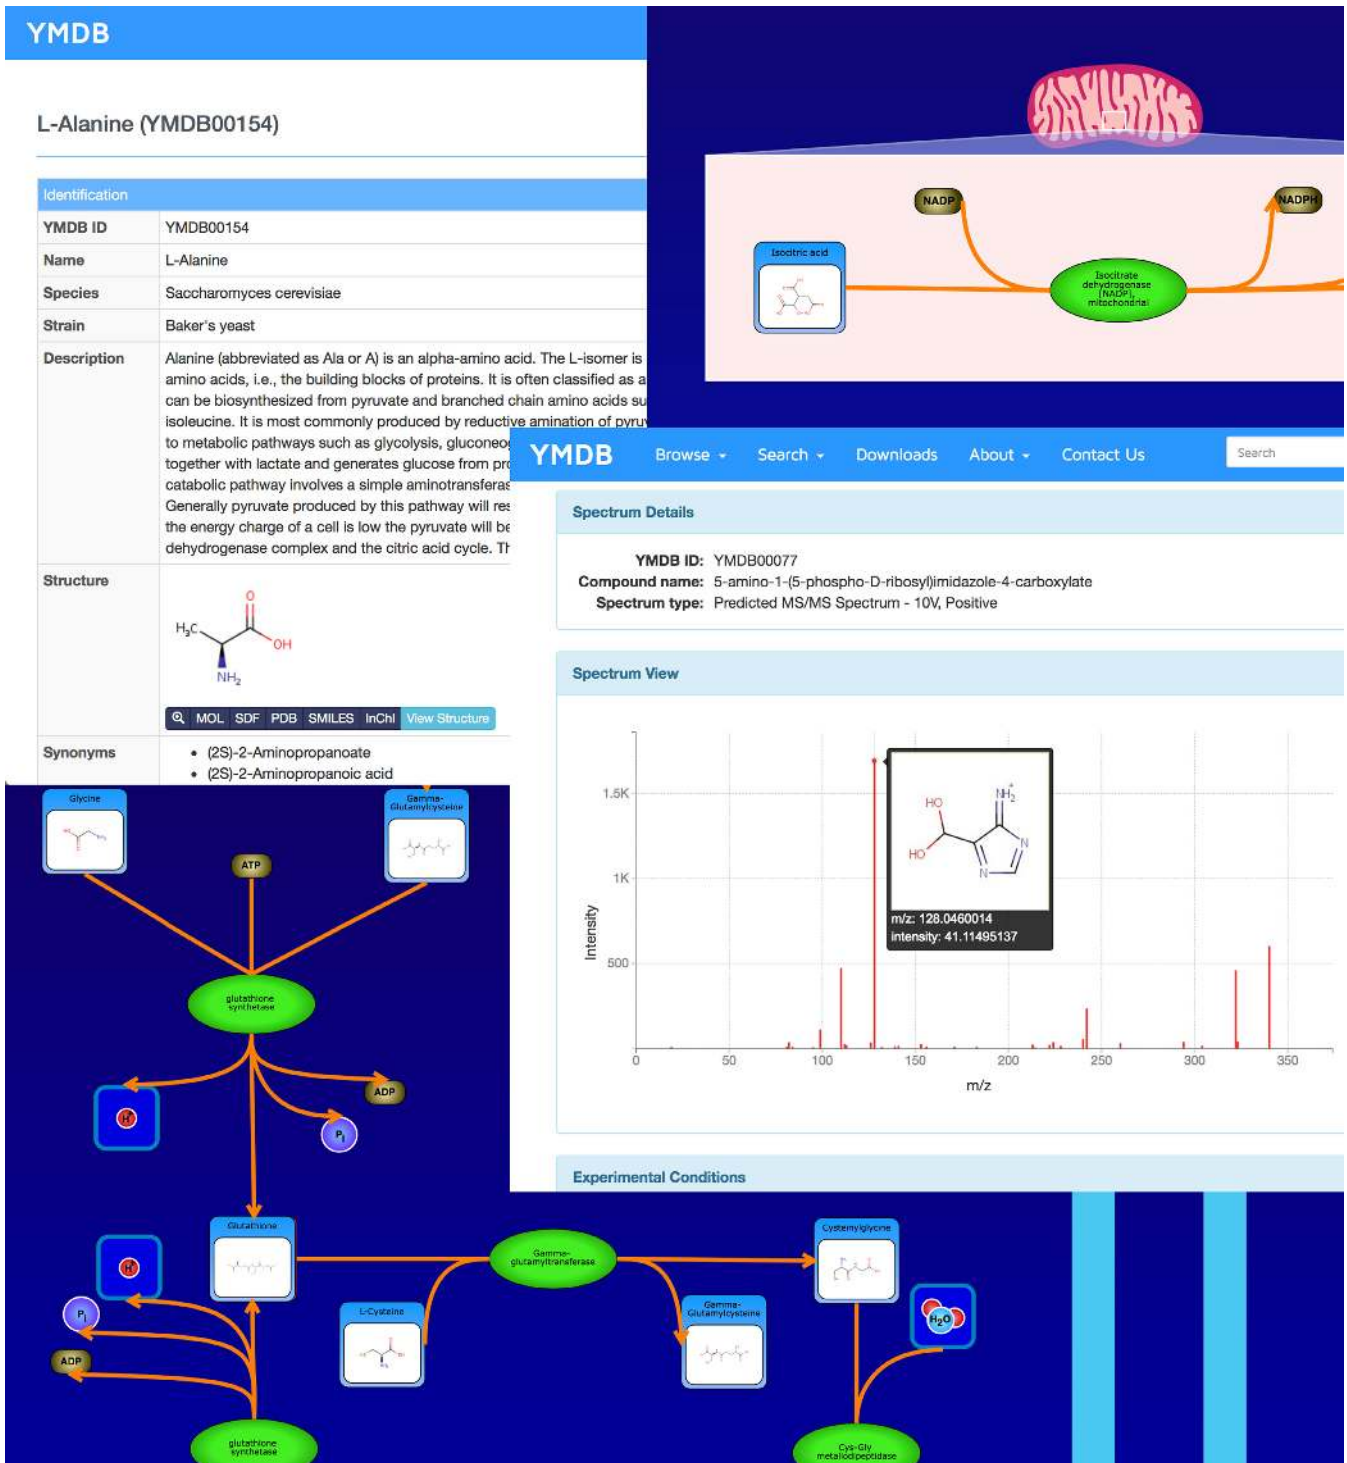 YMDB
L-Alanine (YMDB00154)
Identification
YMDB ID YMDB00154
Name L-Alanine
Species Saccharomyces cerevisiae
Strain Baker's yeast
Description Alanine (abbreviated as Ala or A) is an alpha-amino acid. The L-isomer is
amino acids, i.e., the building blocks of proteins. It is often classified as a
can be biosynthesized from pyruvate and branched chain amino acids su
isoleucine. It is most commonly produced by reductive amination of pyru
to metabolic pathways such as glycolysis, gluconeo
together with lactate and generates glucose from pro
catabolic pathway involves a simple aminotransferas
Generally pyruvate produced by this pathway will res
the energy charge of a cell is low the pyruvate will be
dehydrogenase complex and the citric acid cycle. Th
Structure
H3C
O
OH
NH2
MOL SDF PDB SMILES InChI View Structure
Synonyms
• (2S)-2-Aminopropanoate
• (2S)-2-Aminopropanoic acid
NADP
NADPH
Isocitric acid
Isocitrate
dehydrogenase
[NADP],
mitochondrial
YMDB Browse Search Downloads About Contact Us Search
Spectrum Details
YMDB ID: YMDB00077
Compound name: 5-amino-1-(5-phospho-D-ribosyl)imidazole-4-carboxylate
Spectrum type: Predicted MS/MS Spectrum - 10V, Positive
Spectrum View
1.5K
1K
500
Intensity
HO
HO
NH2+
N
N
m/z: 128.0460014
intensity: 41.11495137
0 50 100 150 200 250 300 350
m/z
Experimental Conditions
Glycine
Gamma-
Glutamylcysteine
ATP
glutathione
synthetase
H+
ADP
Pi
Glutathione
Gamma-
glutamyltransferase
Cysteinylglycine
H+
Pi
ADP
L-Cysteine
Gamma-
Glutamylcysteine
H2O
glutathione
synthetase
Cys-Gly
metallodipeptidase